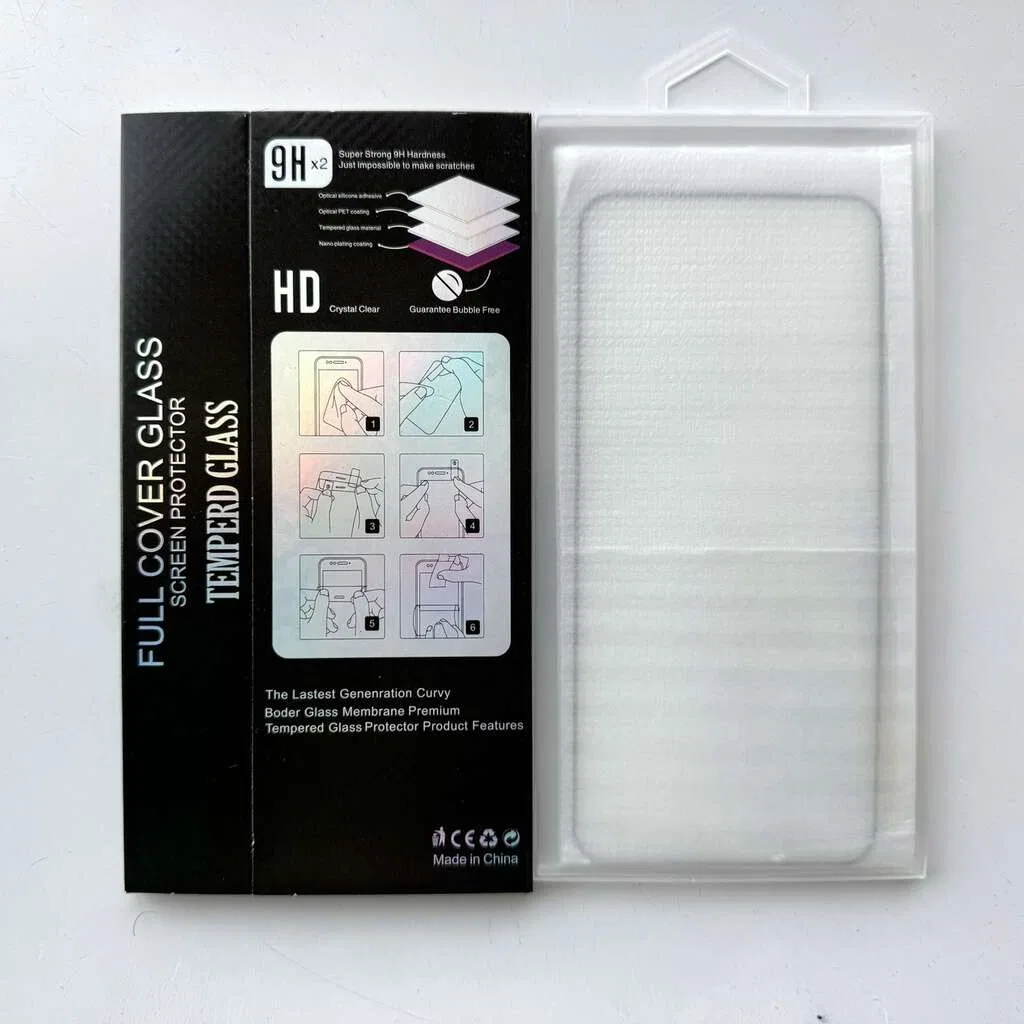 FULL COVER GLASS
SCREEN PROTECTOR
TEMPERD GLASS
9H x2
Super Strong 9H Hardness
Just impossible to make scratches
Optical silicone adhesive
Optical PET coating
Tempered glass material
Nano plating coating
HD
Crystal Clear
Guarantee Bubble Free
1
2
3
4
5
6
The Lastest Genenration Curvy
Boder Glass Membrane Premium
Tempered Glass Protector Product Features
CE
Made in China